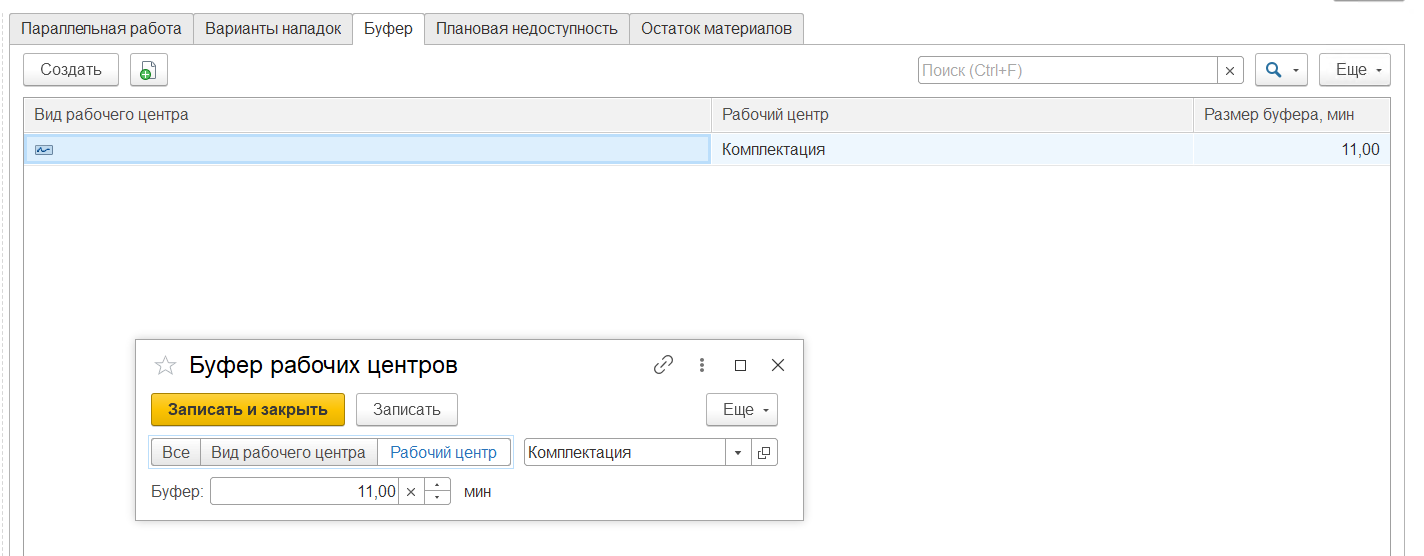 Параллельная работа Варианты наладок Буфер Плановая недоступность Остаток материалов
Создать Поиск (Ctrl+F) Еще
Вид рабочего центра Рабочий центр Размер буфера, мин
Комплектация 11,00
Буфер рабочих центров
Записать и закрыть Записать Еще
Все Вид рабочего центра Рабочий центр Комплектация
Буфер: 11,00 мин